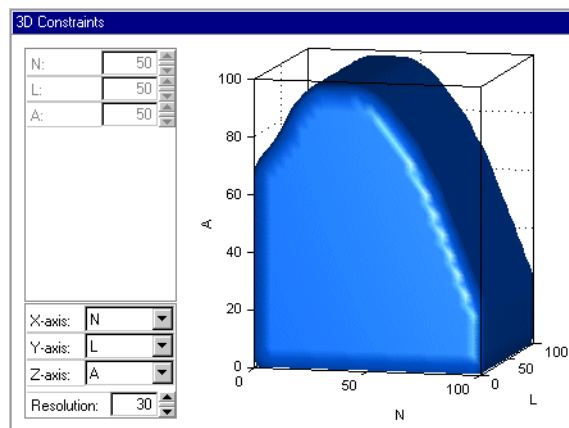 3D Constraints
N: 50
L: 50
A: 50
X-axis: N
Y-axis: L
Z-axis: A
Resolution: 30
100
80
60
40
20
0
A
0
50
100
N
0
50
100
L